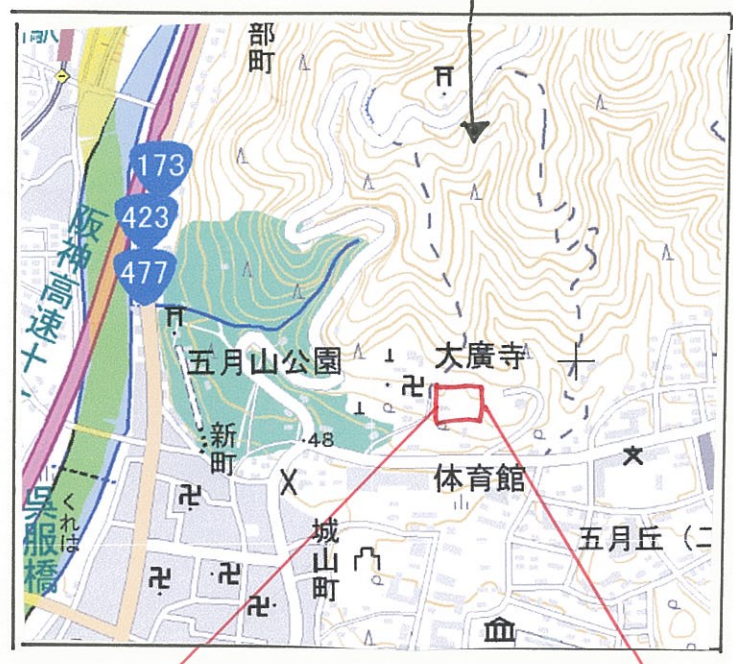 部町
173
423
477
阪神高速十
五月山公園
大廣寺
新町
48
体育館
くれは
呉服橋
城山町
五月丘（二